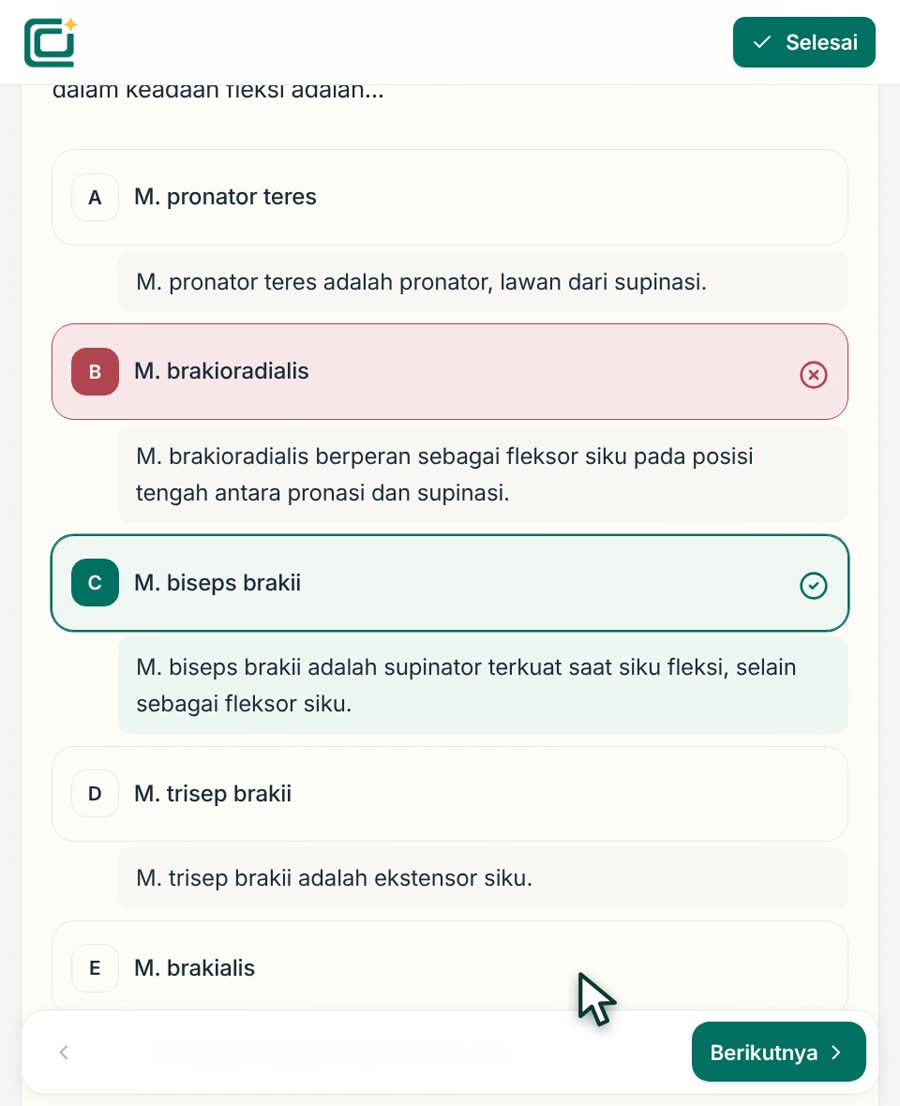 Selesai
dalam keadaan fleksi adalah...
A
M. pronator teres
M. pronator teres adalah pronator, lawan dari supinasi.
B
M. brakioradialis
M. brakioradialis berperan sebagai fleksor siku pada posisi
tengah antara pronasi dan supinasi.
C
M. biseps brakii
M. biseps brakii adalah supinator terkuat saat siku fleksi, selain
sebagai fleksor siku.
D
M. trisep brakii
M. trisep brakii adalah ekstensor siku.
E
M. brakialis
Berikutnya